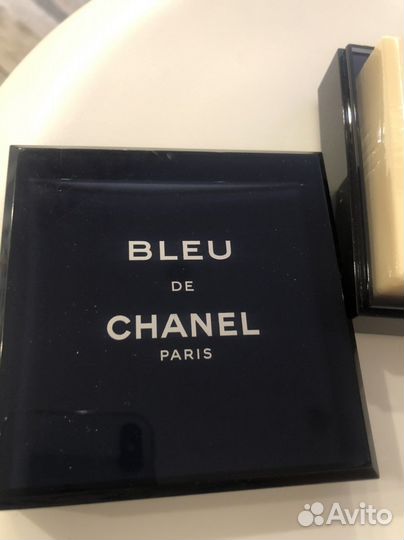 BLEU
DE
CHANEL
PARIS
Avito